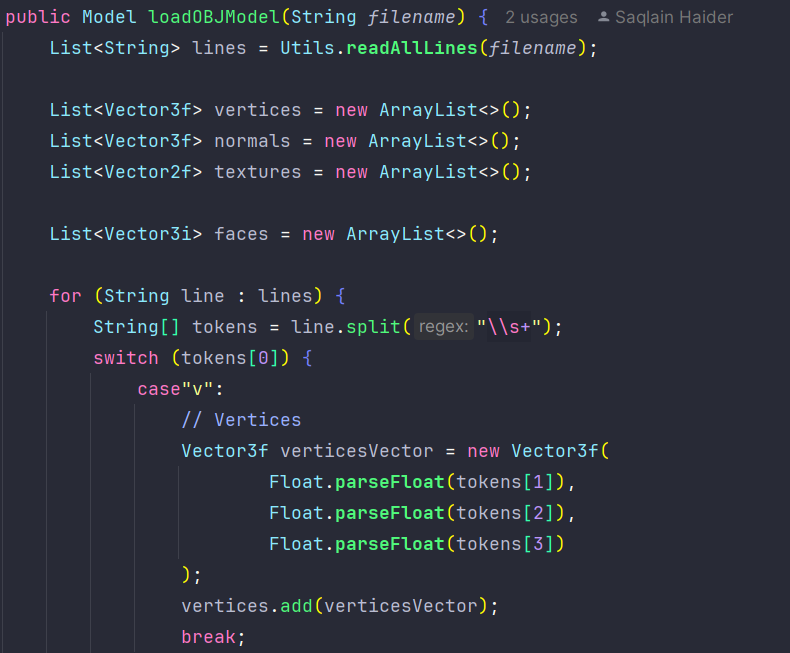 public Model loadOBJModel(String filename) { 2 usages Saqlain Haider
List<String> lines = Utils.readAllLines(filename);
List<Vector3f> vertices = new ArrayList<>();
List<Vector3f> normals = new ArrayList<>();
List<Vector2f> textures = new ArrayList<>();
List<Vector3i> faces = new ArrayList<>();
for (String line : lines) {
String[] tokens = line.split( regex: "\\s+");
switch (tokens[0]) {
case"v":
// Vertices
Vector3f verticesVector = new Vector3f(
Float.parseFloat(tokens[1]),
Float.parseFloat(tokens[2]),
Float.parseFloat(tokens[3])
);
vertices.add(verticesVector);
break;